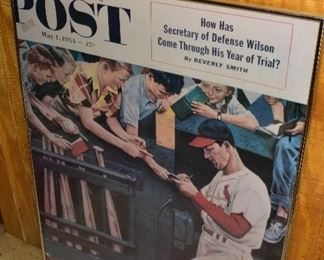 POST
May 1, 1954 – 15¢
How Has
Secretary of Defense Wilson
Come Through His Year of Trial?
By BEVERLY SMITH